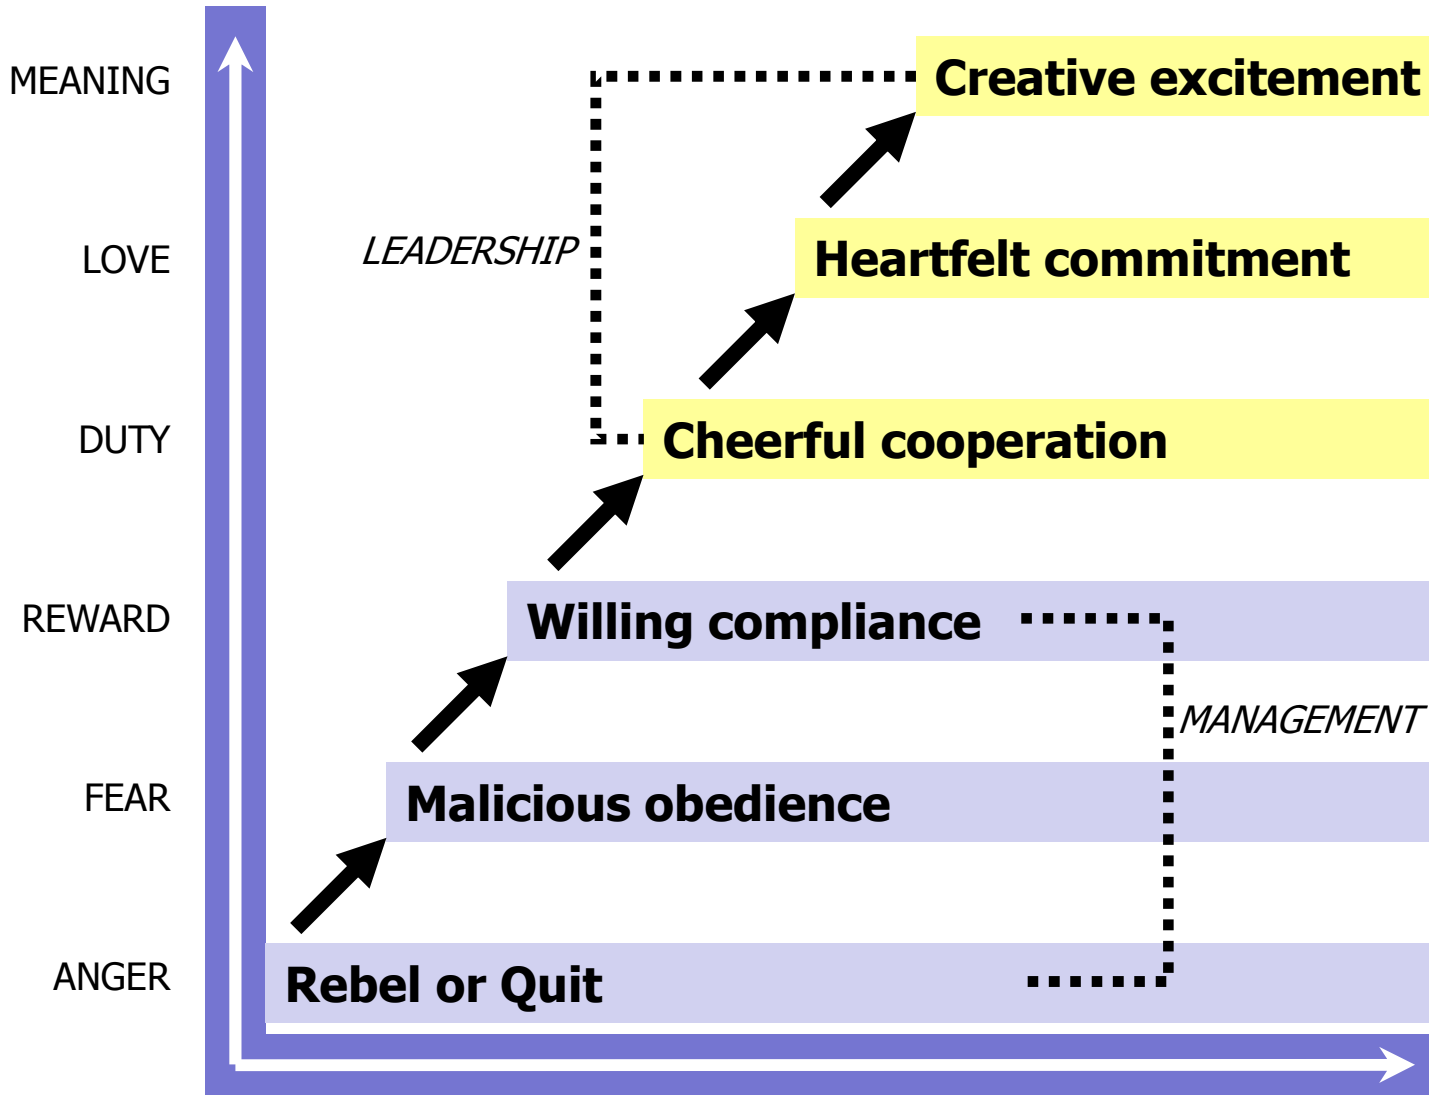 MEANING
Creative excitement
LOVE
LEADERSHIP
Heartfelt commitment
DUTY
Cheerful cooperation
REWARD
Willing compliance
MANAGEMENT
FEAR
Malicious obedience
ANGER
Rebel or Quit